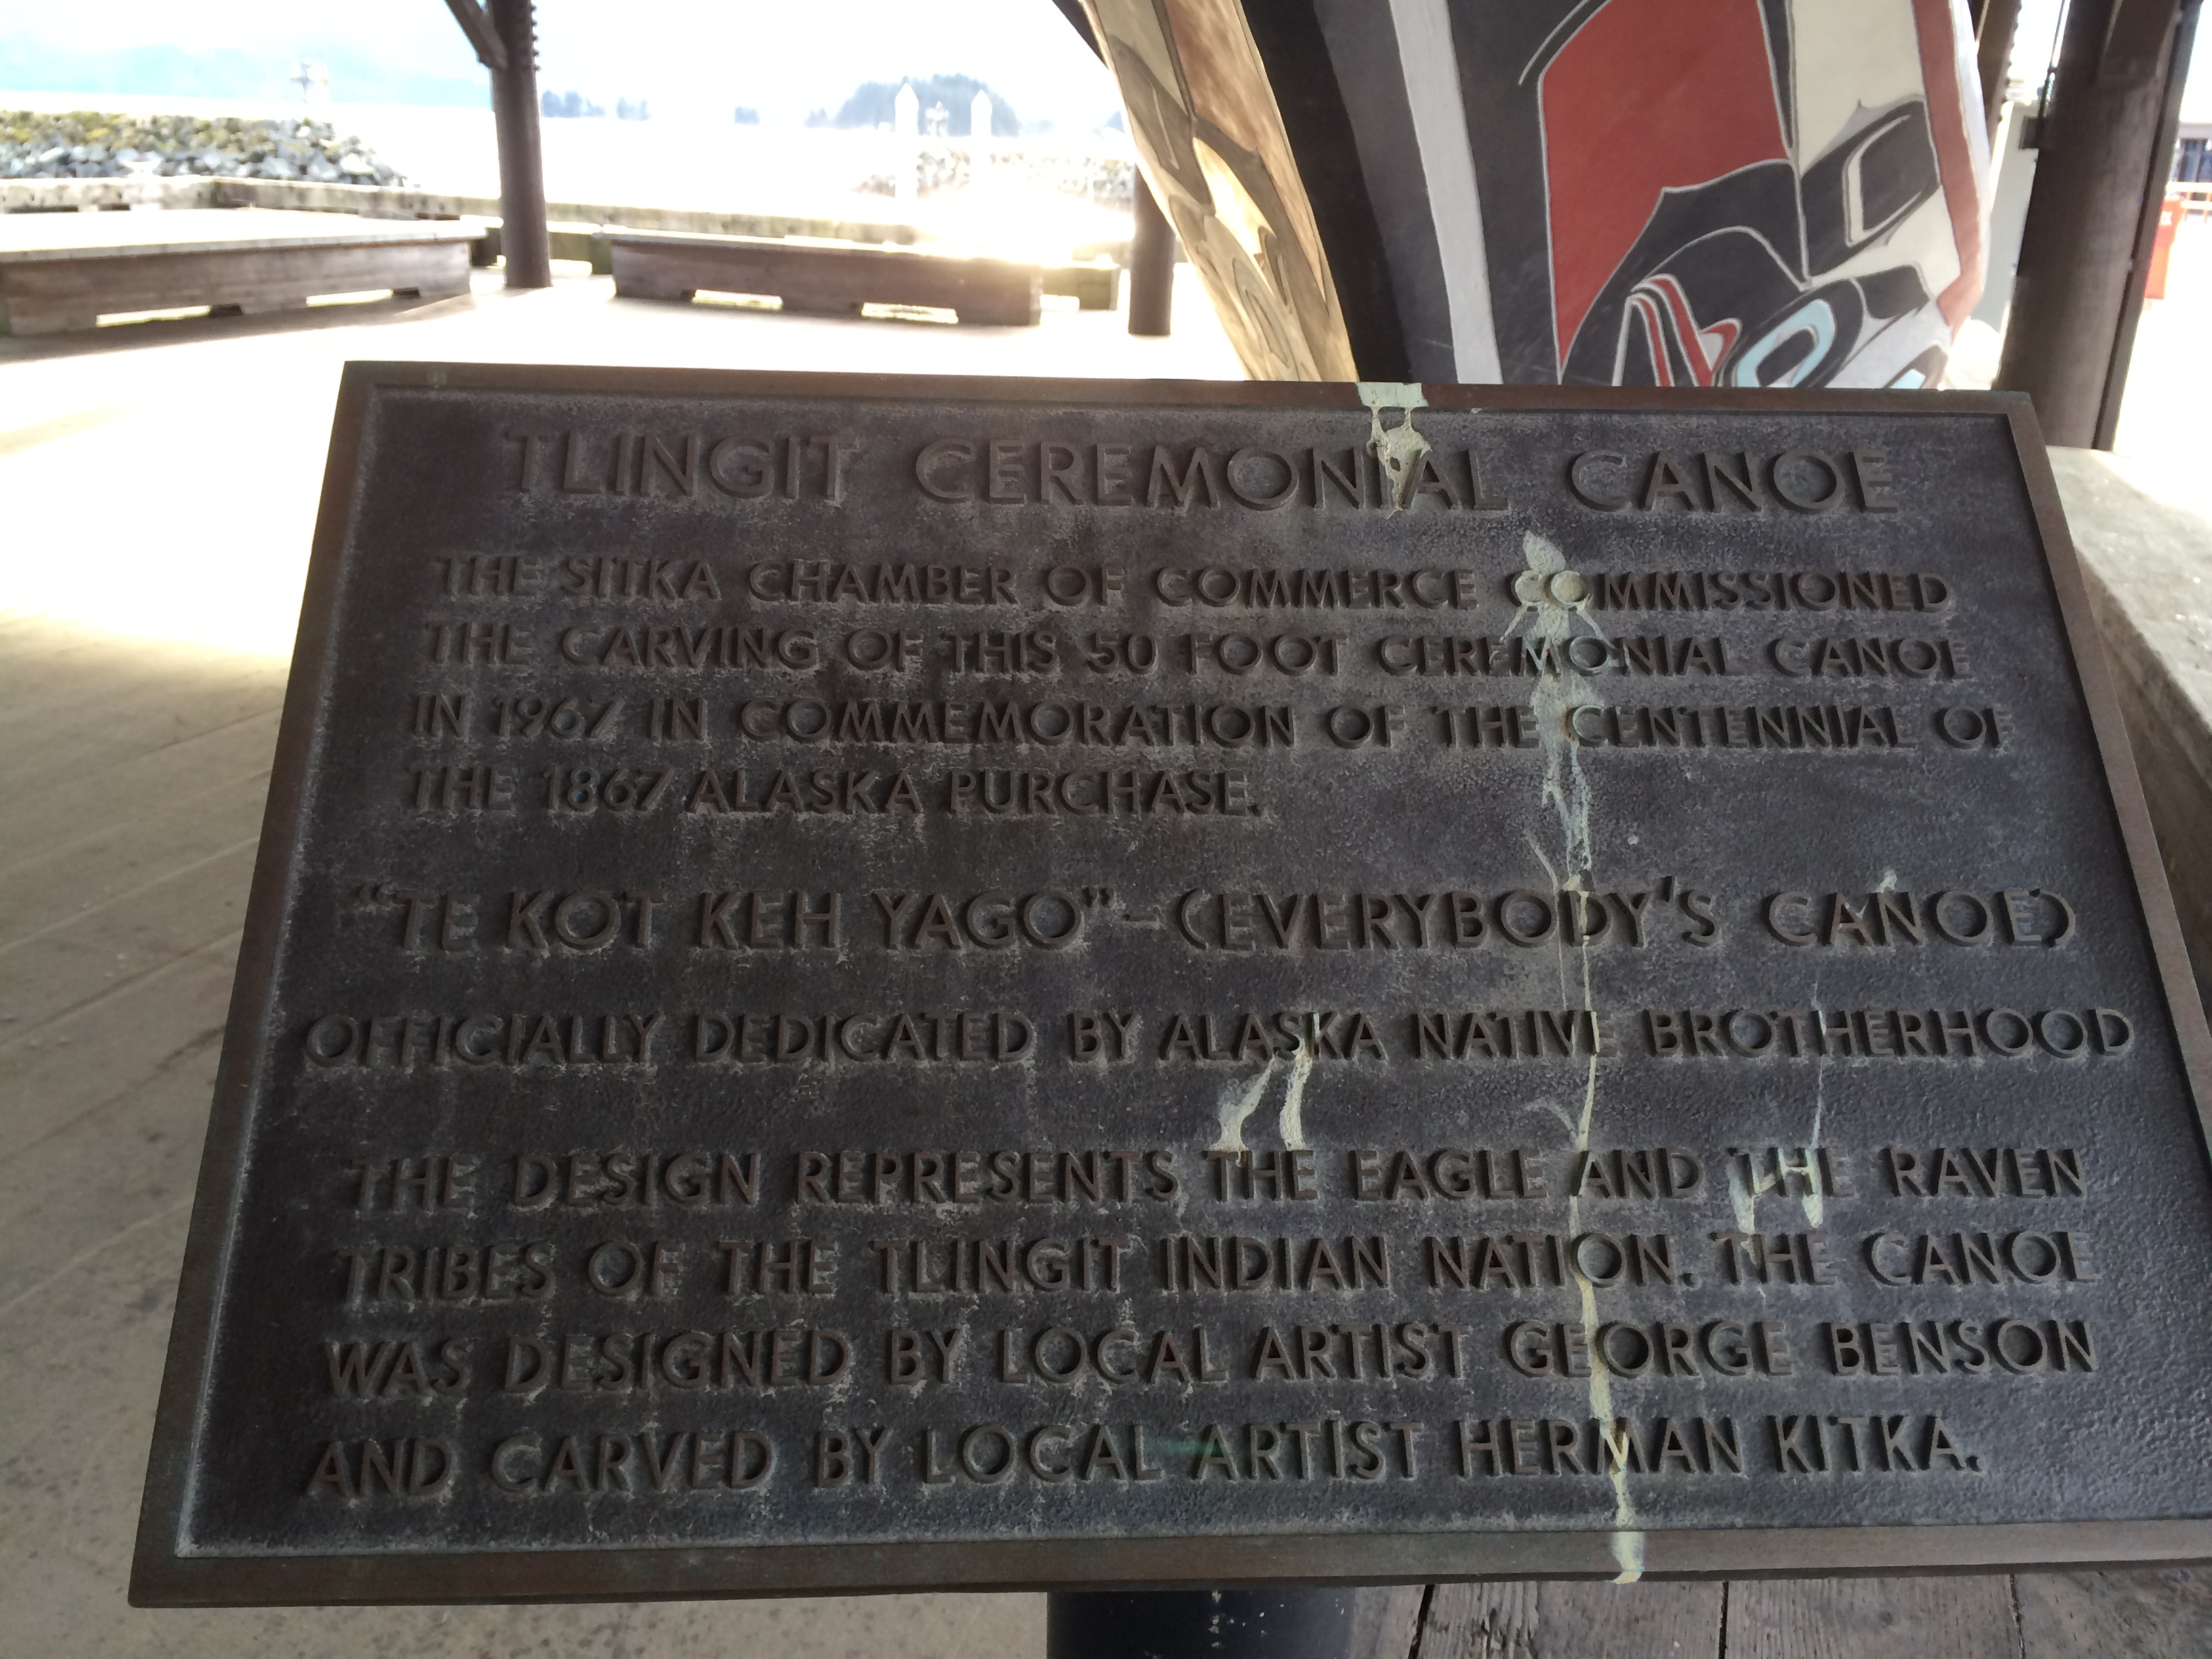 TLINGIT CEREMONIAL CANOE
THE SITKA CHAMBER OF COMMERCE COMMISSIONED
THE CARVING OF THIS 50 FOOT CEREMONIAL CANOE
IN 1967 IN COMMEMORATION OF THE CENTENNIAL OF
THE 1867 ALASKA PURCHASE.
"TE KOT KEH YAGO"-(EVERYBODY'S CANOE)
OFFICIALLY DEDICATED BY ALASKA NATIVE BROTHERHOOD
THE DESIGN REPRESENTS THE EAGLE AND THE RAVEN
TRIBES OF THE TLINGIT INDIAN NATION. THE CANOE
WAS DESIGNED BY LOCAL ARTIST GEORGE BENSON
AND CARVED BY LOCAL ARTIST HERMAN KITKA.